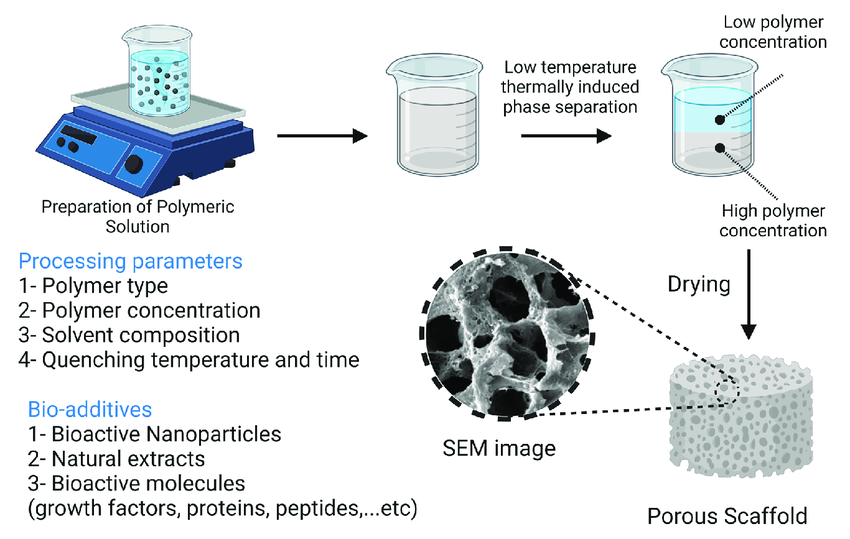 Preparation of Polymeric
Solution
Low temperature
thermally induced
phase separation
Low polymer
concentration
High polymer
concentration
Drying
Processing parameters
1- Polymer type
2- Polymer concentration
3- Solvent composition
4- Quenching temperature and time
Bio-additives
1- Bioactive Nanoparticles
2- Natural extracts
3- Bioactive molecules
(growth factors, proteins, peptides,...etc)
SEM image
Porous Scaffold